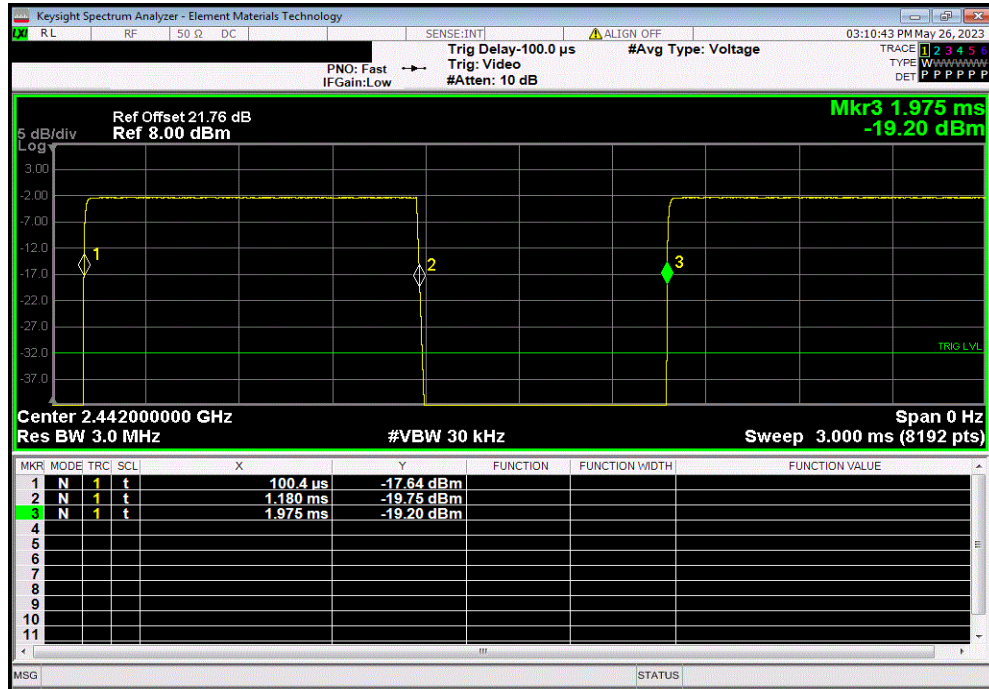 Keysight Spectrum Analyzer - Element Materials Technology
LXI RL RF 50 Ω DC SENSE:INT ALIGN OFF 03:10:43 PM May 26, 2023
Trig Delay-100.0 µs #Avg Type: Voltage TRACE 1 2 3 4 5 6
PNO: Fast Trig: Video TYPE WWWWWW
IFGain:Low #Atten: 10 dB DET P P P P P P
Mkr3 1.975 ms
Ref Offset 21.76 dB
5 dB/div Ref 8.00 dBm -19.20 dBm
Log
3.00
-2.00
-7.00
-12.0
1
2
3
-17.0
-22.0
-27.0
-32.0
TRIG LVL
-37.0
Center 2.442000000 GHz Span 0 Hz
Res BW 3.0 MHz #VBW 30 kHz Sweep 3.000 ms (8192 pts)
MKR MODE TRC SCL X Y FUNCTION FUNCTION WIDTH FUNCTION VALUE
1 N 1 t 100.4 µs -17.64 dBm
2 N 1 t 1.180 ms -19.75 dBm
3 N 1 t 1.975 ms -19.20 dBm
4
5
6
7
8
9
10
11
MSG STATUS